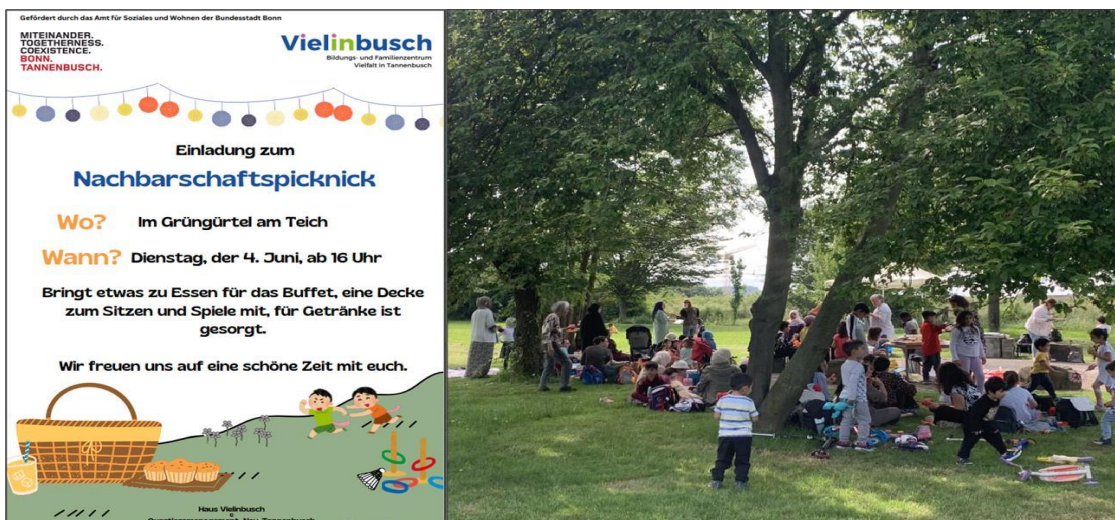 Gefördert durch das Amt für Soziales und Wohnen der Bundesstadt Bonn
MITEINANDER.
TOGETHERNESS.
COEXISTENCE.
BONN.
TANNENBUSCH.
Vielinbusch
Bildungs- und Familienzentrum
Vielfalt in Tannenbusch
Einladung zum
Nachbarschaftspicknick
Wo? Im Grüngürtel am Teich
Wann? Dienstag, der 4. Juni, ab 16 Uhr
Bringt etwas zu Essen für das Buffet, eine Decke
zum Sitzen und Spiele mit, für Getränke ist
gesorgt.
Wir freuen uns auf eine schöne Zeit mit euch.
Haus Vielinbusch